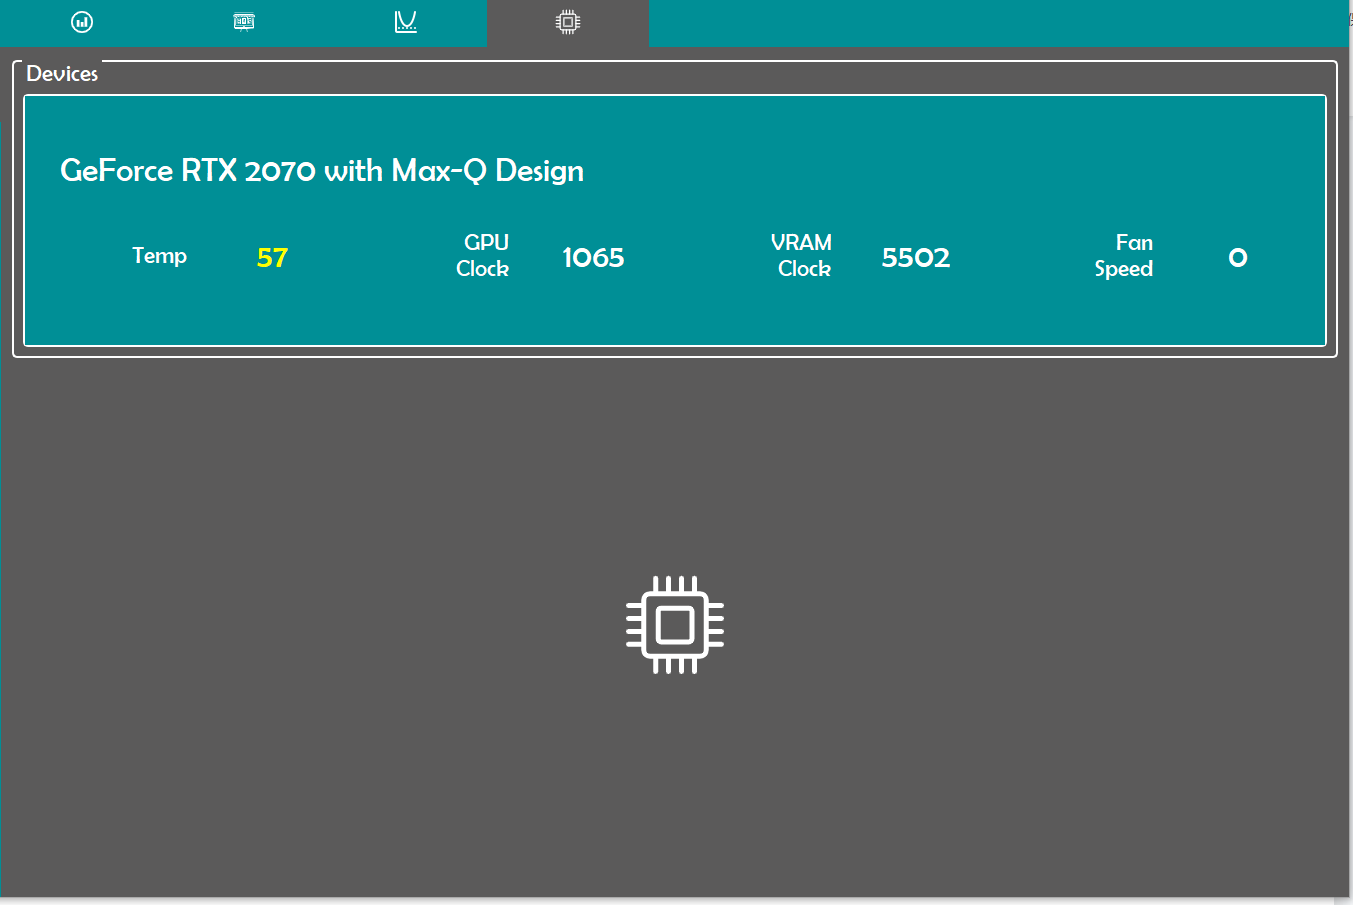 Devices
GeForce RTX 2070 with Max-Q Design
Temp 57
GPU Clock 1065
VRAM Clock 5502
Fan Speed 0